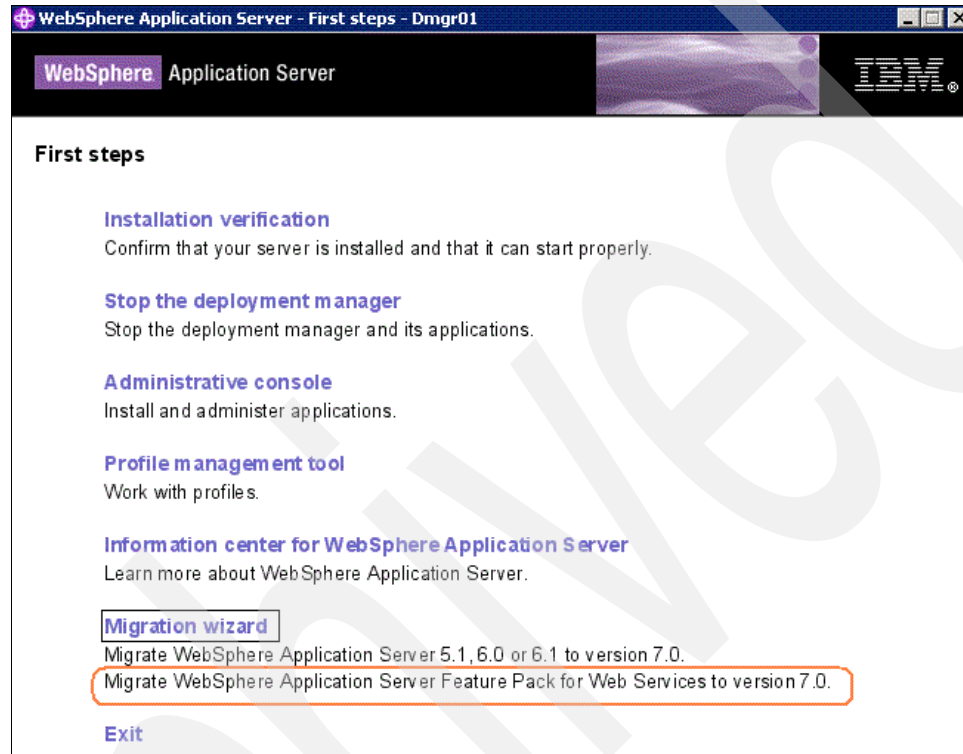 WebSphere Application Server - First steps - Dmgr01
WebSphere. Application Server
IBM®
First steps
Installation verification
Confirm that your server is installed and that it can start properly.
Stop the deployment manager
Stop the deployment manager and its applications.
Administrative console
Install and administer applications.
Profile management tool
Work with profiles.
Information center for WebSphere Application Server
Learn more about WebSphere Application Server.
Migration wizard
Migrate WebSphere Application Server 5.1, 6.0 or 6.1 to version 7.0.
Migrate WebSphere Application Server Feature Pack for Web Services to version 7.0.
Exit